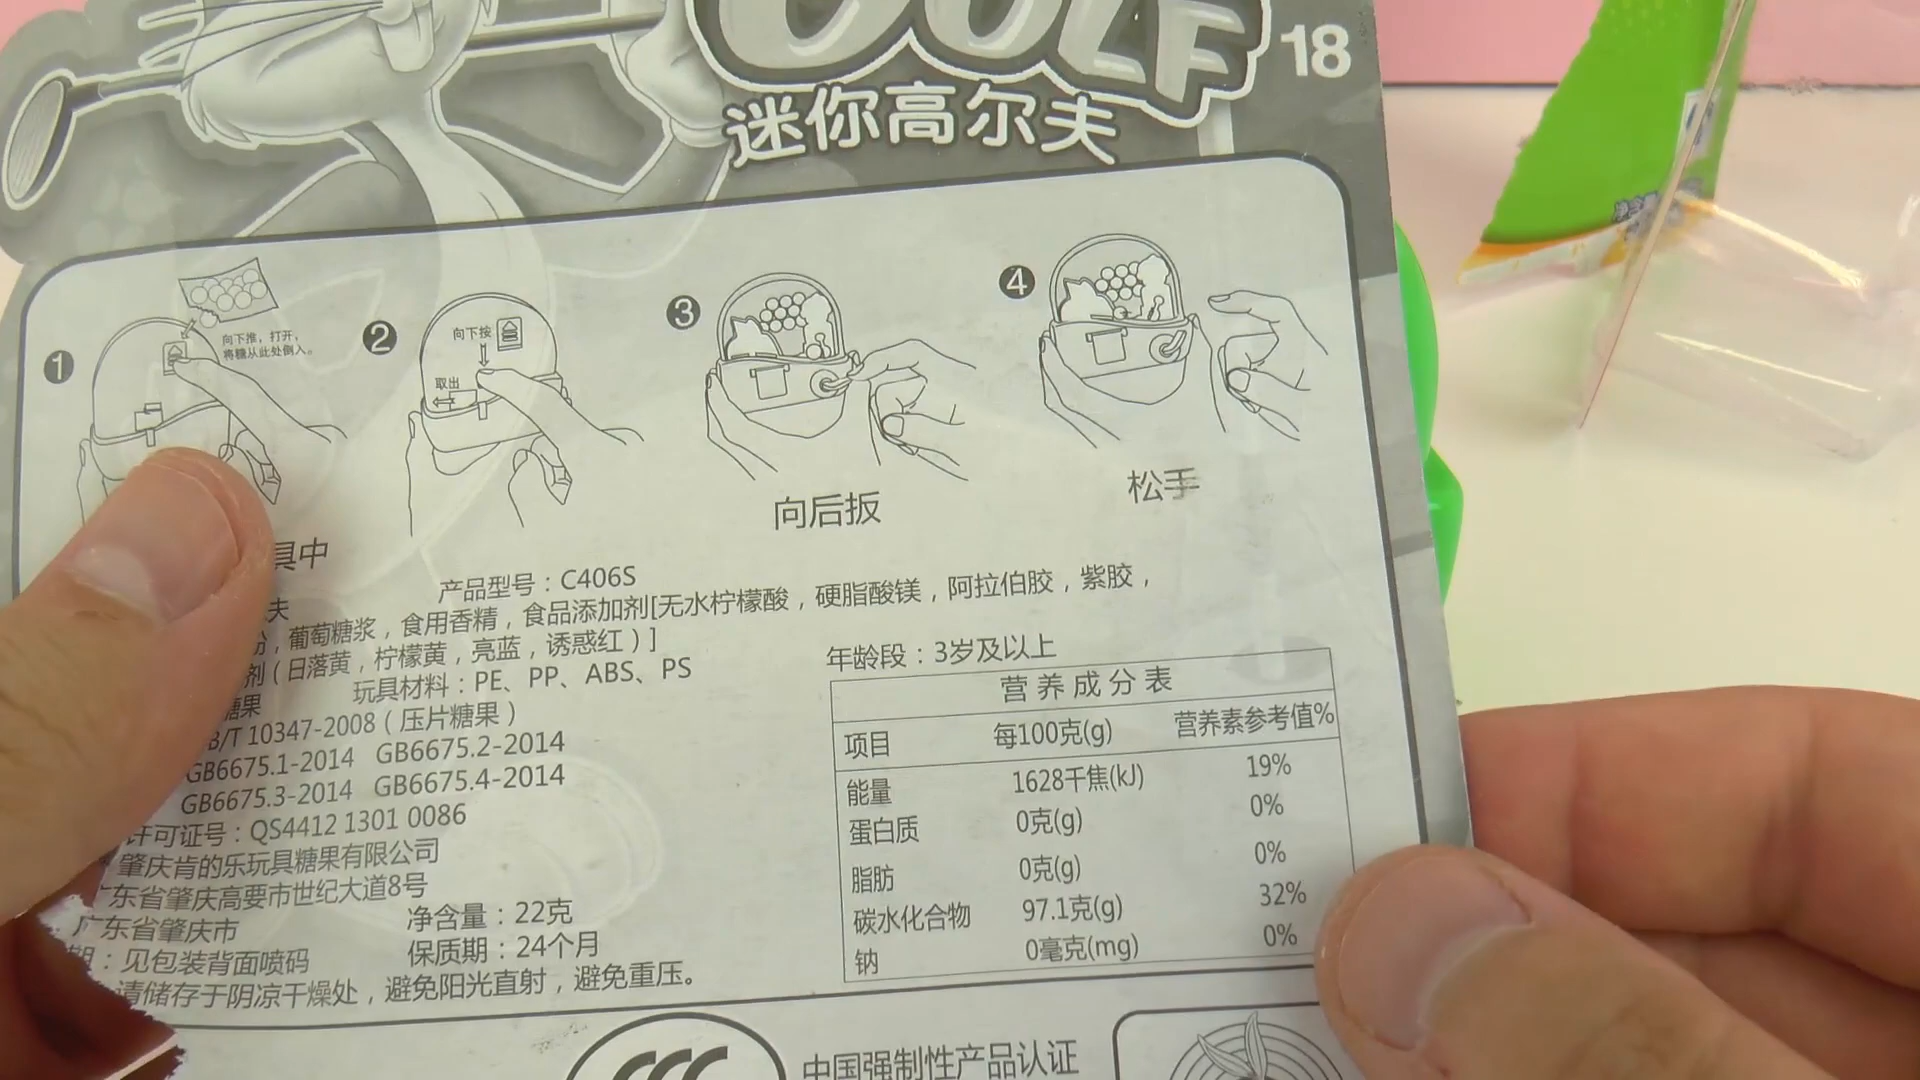 GOLF 18
迷你高尔夫
1
向下推，打开，
将糖从此处倒入。
2
向下按
取出
3
向后扳
4
松手
具中
产品型号：C406S
夫
，葡萄糖浆，食用香精，食品添加剂[无水柠檬酸，硬脂酸镁，阿拉伯胶，紫胶，
剂（日落黄，柠檬黄，亮蓝，诱惑红）]
玩具材料：PE、PP、ABS、PS
糖果
/T 10347-2008（压片糖果）
GB6675.1-2014 GB6675.2-2014
GB6675.3-2014 GB6675.4-2014
许可证号：QS4412 1301 0086
肇庆肯的乐玩具糖果有限公司
东省肇庆高要市世纪大道8号
广东省肇庆市
净含量：22克
：见包装背面喷码
保质期：24个月
请储存于阴凉干燥处，避免阳光直射，避免重压。
年龄段：3岁及以上
营养成分表
项目 每100克(g) 营养素参考值%
能量 1628千焦(kJ) 19%
蛋白质 0克(g) 0%
脂肪 0克(g) 0%
碳水化合物 97.1克(g) 32%
钠 0毫克(mg) 0%
CCC
中国强制性产品认证